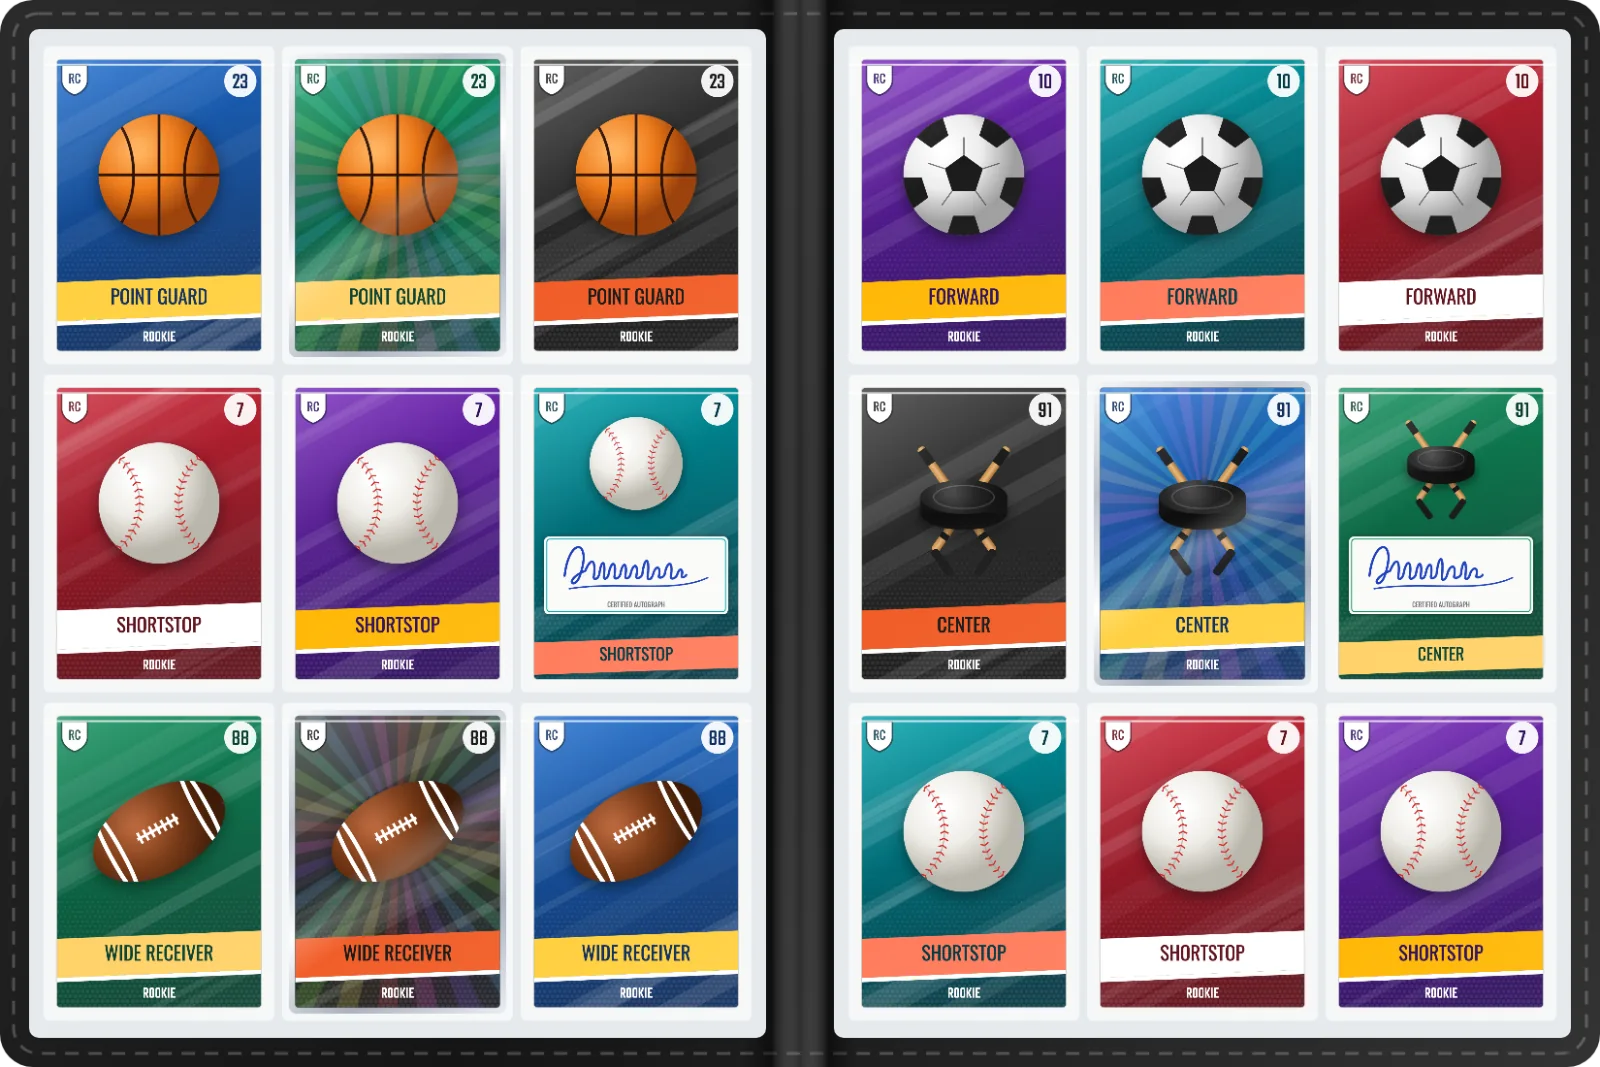 RC 23
POINT GUARD
ROOKIE
RC 23
POINT GUARD
ROOKIE
RC 23
POINT GUARD
ROOKIE
RC 7
SHORTSTOP
ROOKIE
RC 7
SHORTSTOP
ROOKIE
RC 7
CERTIFIED AUTOGRAPH
SHORTSTOP
RC 88
WIDE RECEIVER
ROOKIE
RC 88
WIDE RECEIVER
ROOKIE
RC 88
WIDE RECEIVER
ROOKIE
RC 10
FORWARD
ROOKIE
RC 10
FORWARD
ROOKIE
RC 10
FORWARD
ROOKIE
RC 91
CENTER
ROOKIE
RC 91
CENTER
ROOKIE
RC 91
CERTIFIED AUTOGRAPH
CENTER
RC 7
SHORTSTOP
ROOKIE
RC 7
SHORTSTOP
ROOKIE
RC 7
SHORTSTOP
ROOKIE